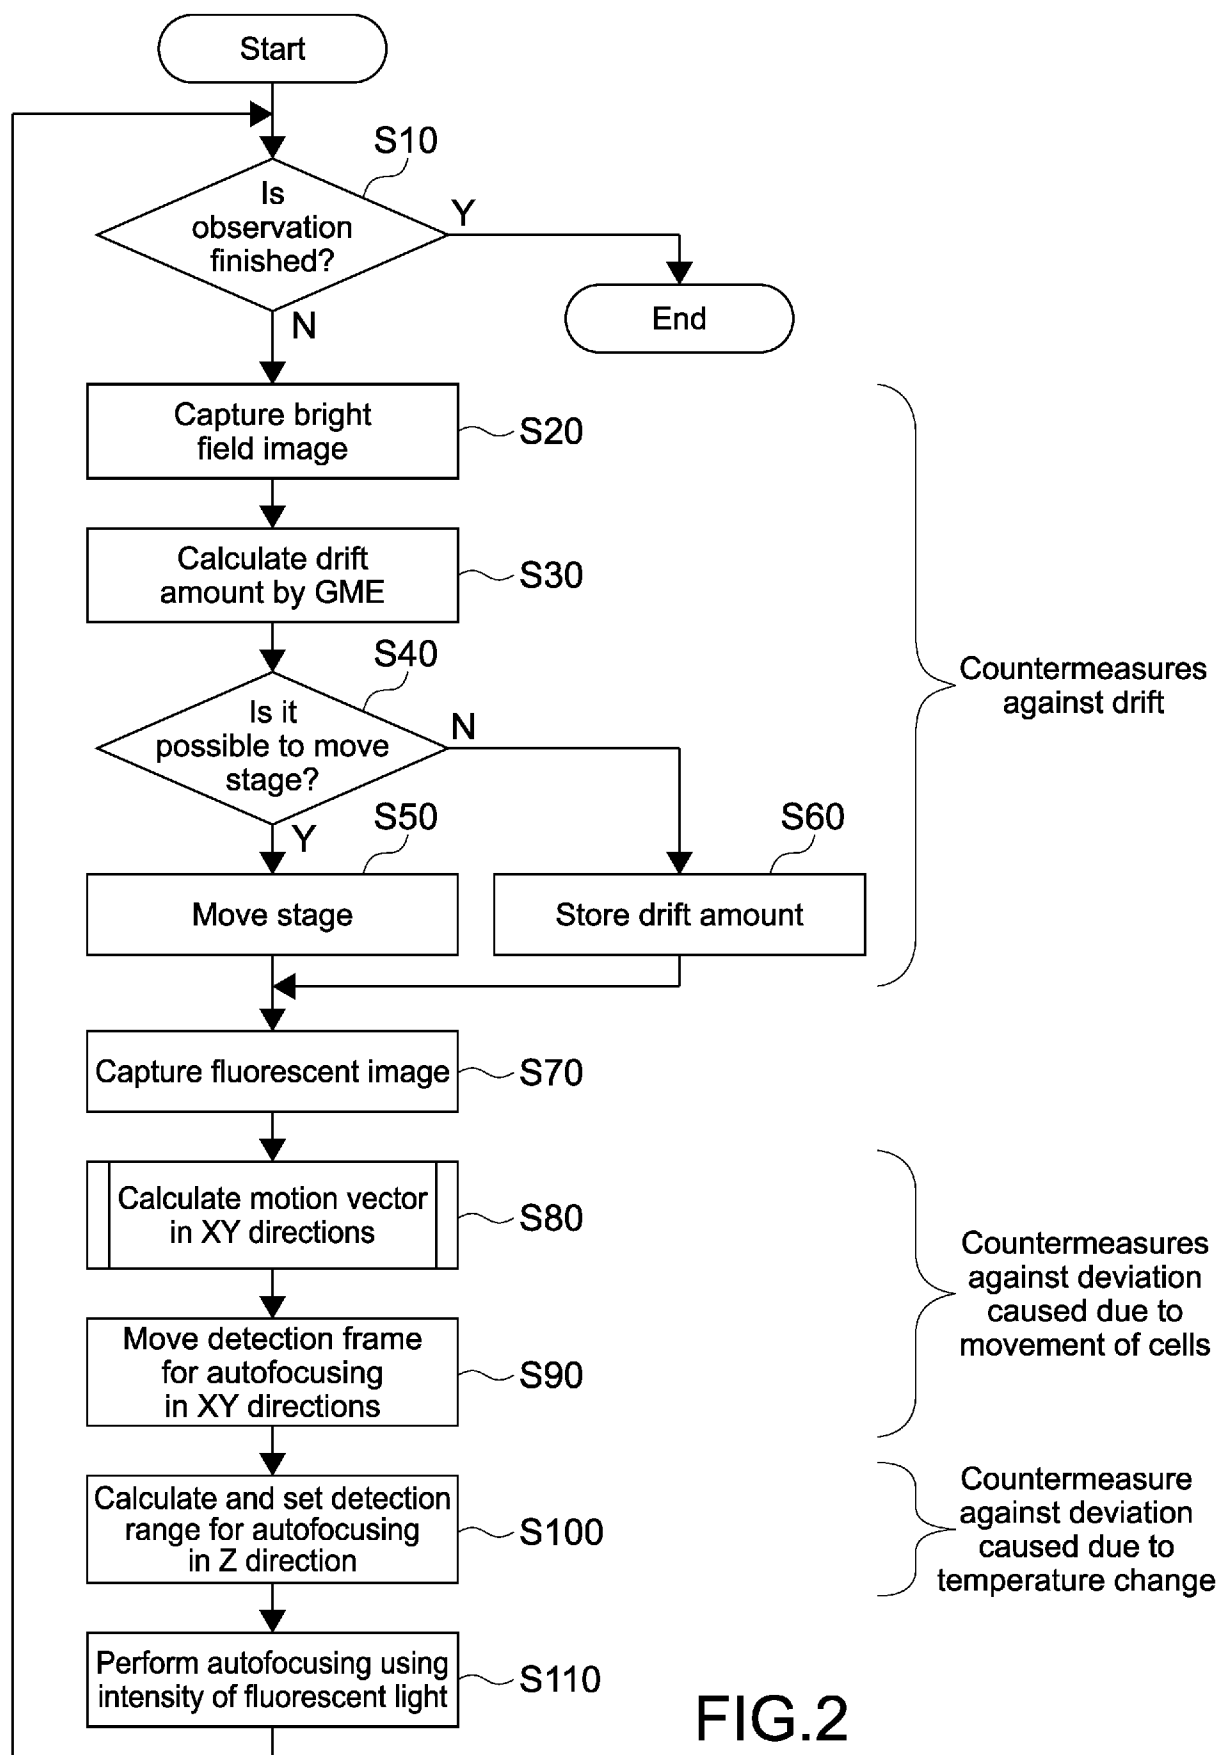 Start
S10
Is
observation
finished?
Y
End
N
Capture bright
field image
S20
Calculate drift
amount by GME
S30
S40
Is it
possible to move
stage?
N
Y
Countermeasures
against drift
S50
Move stage
S60
Store drift amount
Capture fluorescent image
S70
Calculate motion vector
in XY directions
S80
Move detection frame
for autofocusing
in XY directions
S90
Countermeasures
against deviation
caused due to
movement of cells
Calculate and set detection
range for autofocusing
in Z direction
S100
Countermeasure
against deviation
caused due to
temperature change
Perform autofocusing using
intensity of fluorescent light
S110
FIG.2